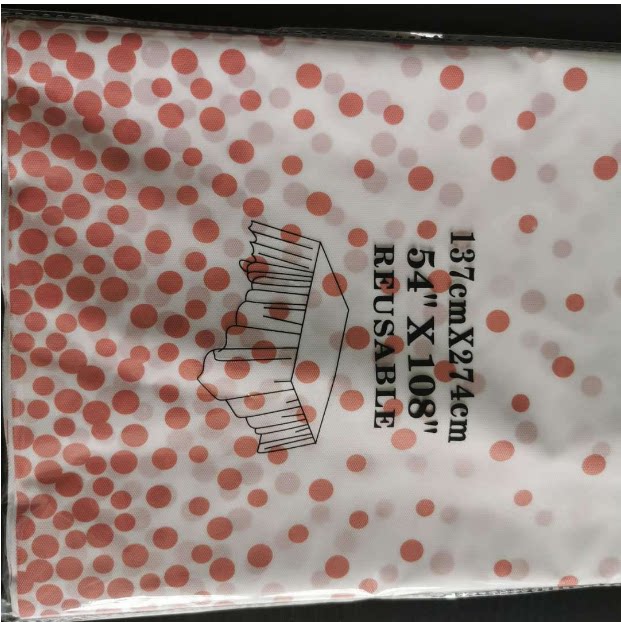 137cmX274cm
54" X 108"
REUSABLE